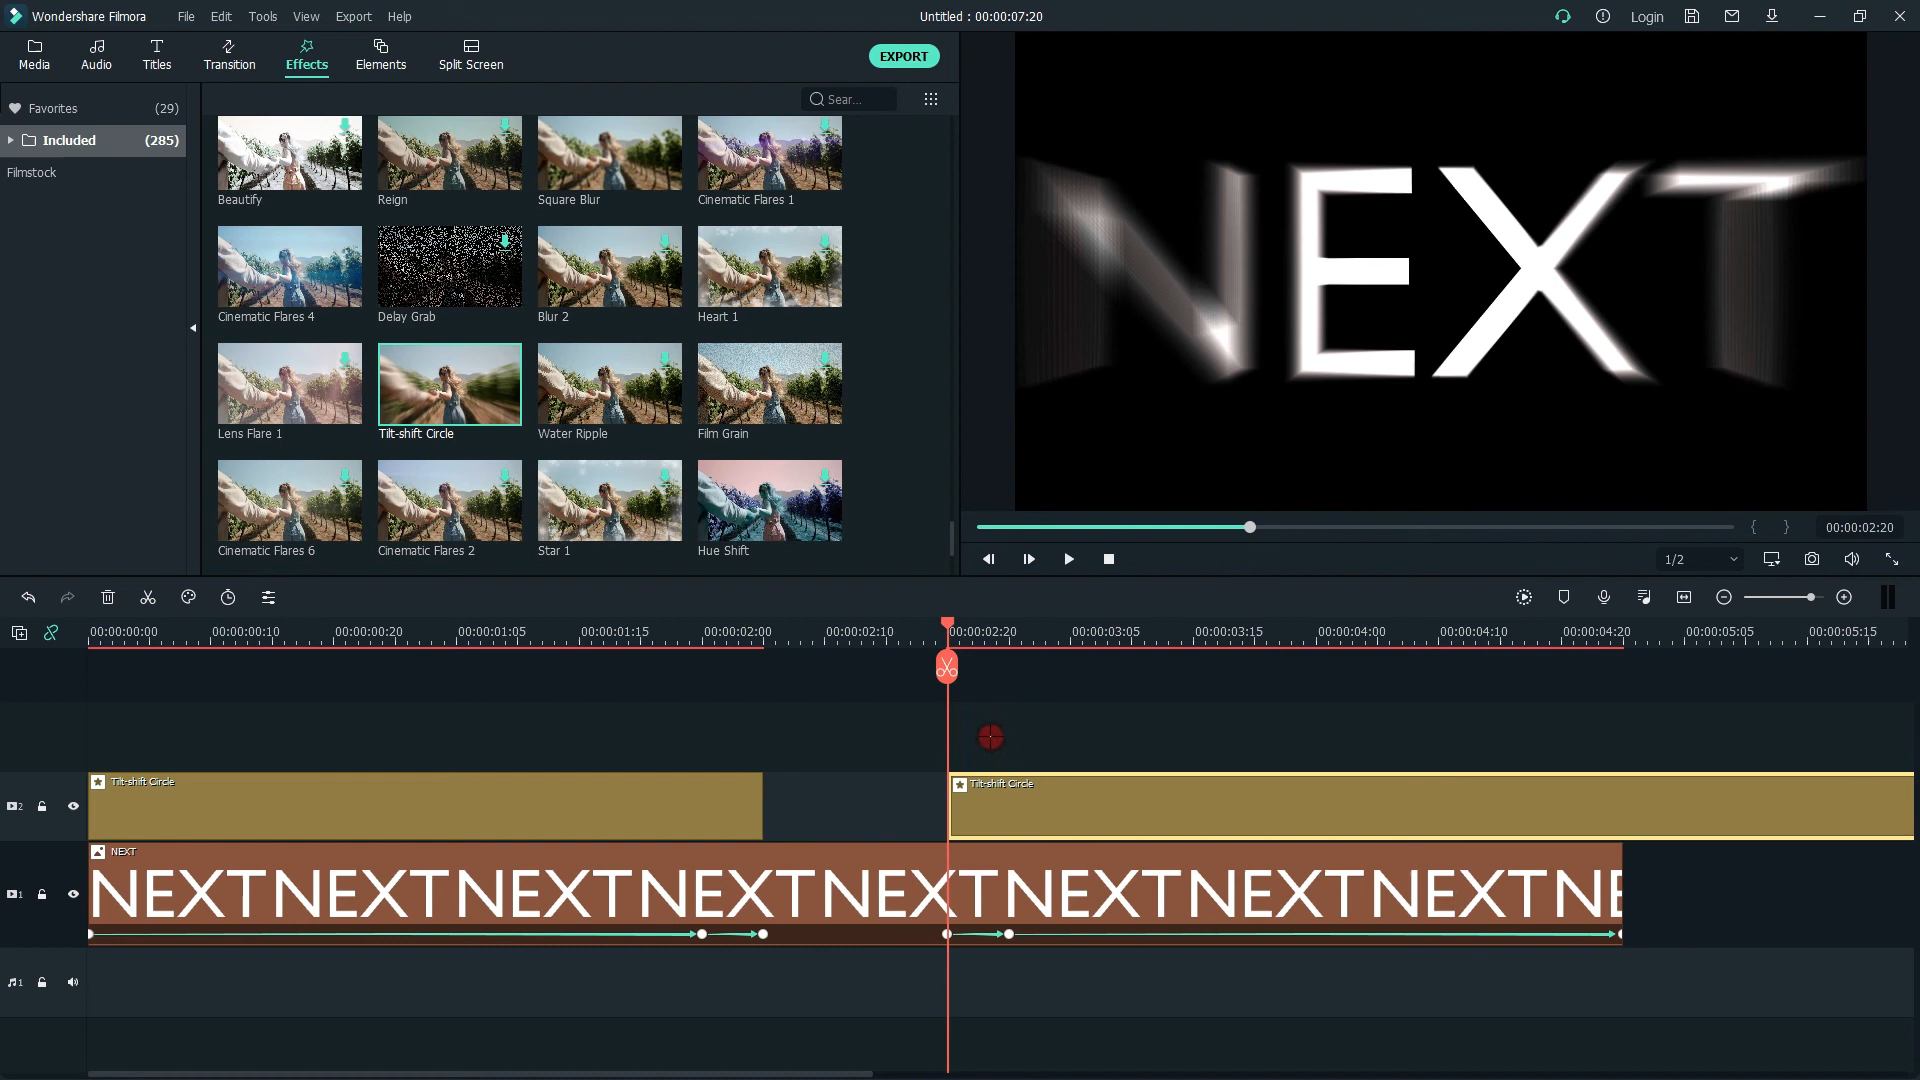 Wondershare Filmora File Edit Tools View Export Help Untitled : 00:00:07:20 Login
Media Audio Titles Transition Effects Elements Split Screen EXPORT
Favorites (29)
Included (285)
Filmstock
Sear...
Beautify Reign Square Blur Cinematic Flares 1
Cinematic Flares 4 Delay Grab Blur 2 Heart 1
Lens Flare 1 Tilt-shift Circle Water Ripple Film Grain
Cinematic Flares 6 Cinematic Flares 2 Star 1 Hue Shift
NEXT
{ } 00:00:02:20
1/2
00:00:00:00 00:00:00:10 00:00:00:20 00:00:01:05 00:00:01:15 00:00:02:00 00:00:02:10 00:00:02:20 00:00:03:05 00:00:03:15 00:00:04:00 00:00:04:10 00:00:04:20 00:00:05:05 00:00:05:15
2 Tilt-shift Circle Tilt-shift Circle
NEXT
1 NEXTNEXTNEXTNEXTNEXTNEXTNEXTNEXTNE
1